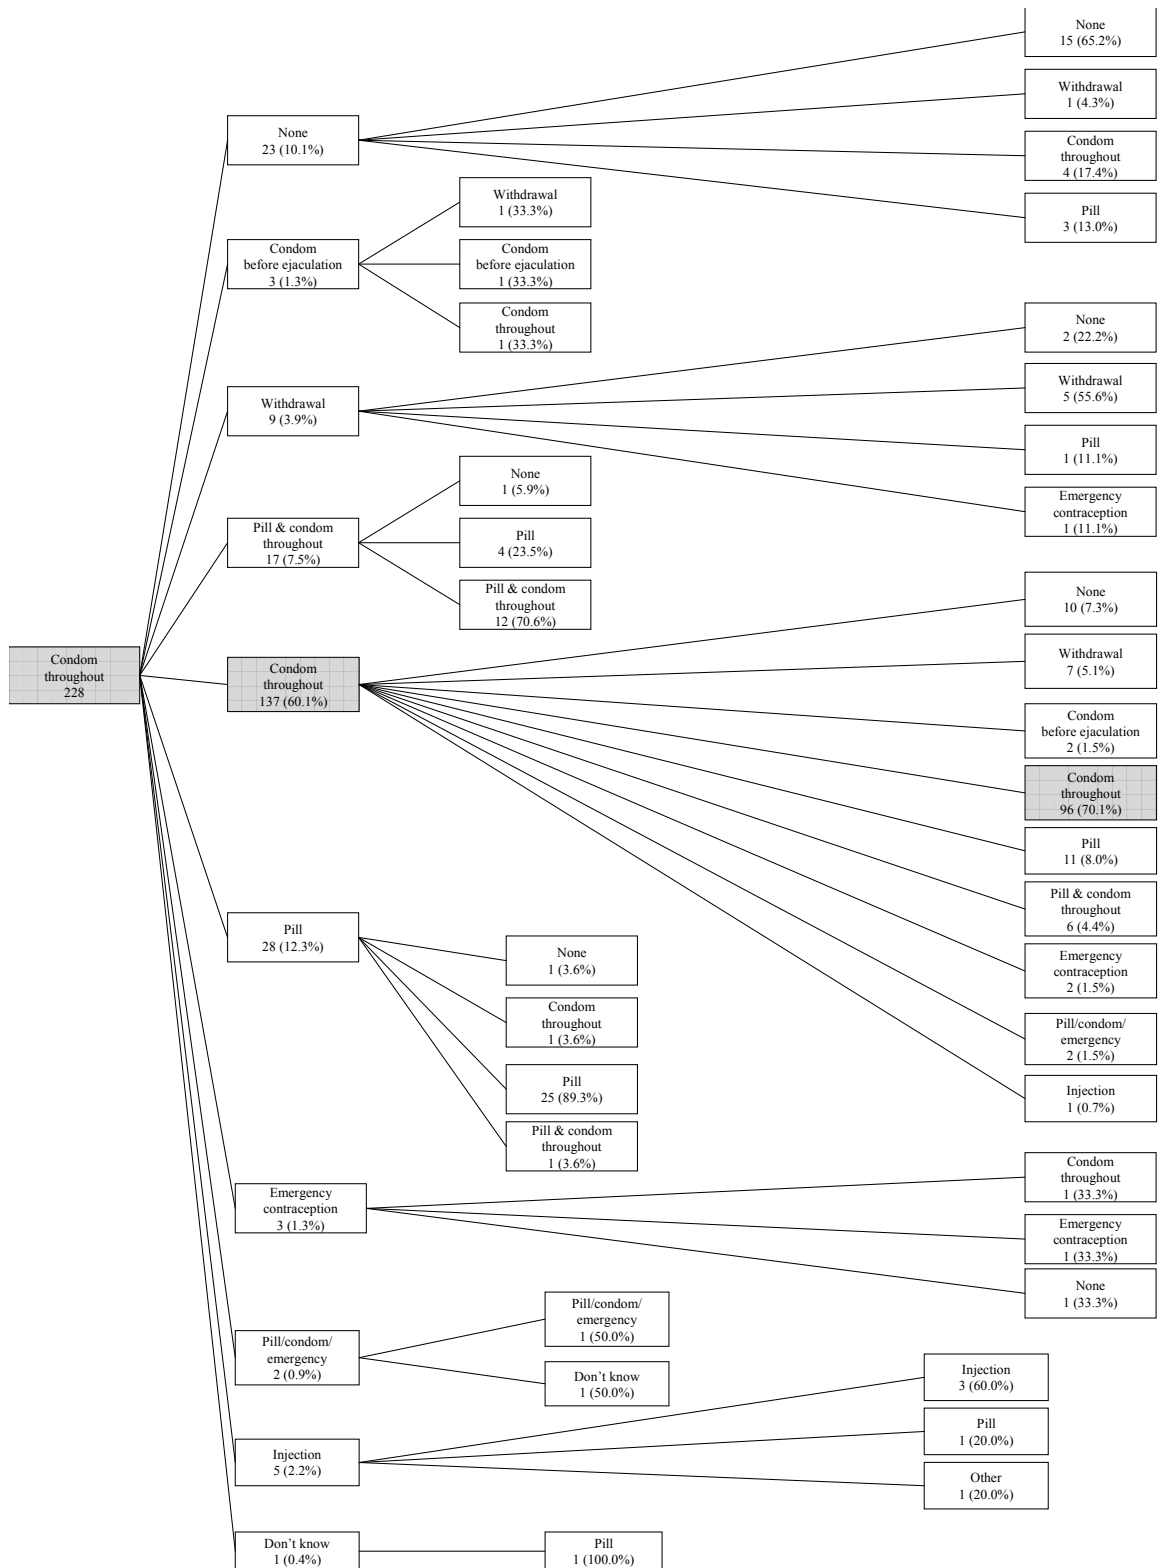 Condom
throughout
228
None
23 (10.1%)
None
15 (65.2%)
Withdrawal
1 (4.3%)
Condom
throughout
4 (17.4%)
Pill
3 (13.0%)
Condom
before ejaculation
3 (1.3%)
Withdrawal
1 (33.3%)
Condom
before ejaculation
1 (33.3%)
Condom
throughout
1 (33.3%)
Withdrawal
9 (3.9%)
None
2 (22.2%)
Withdrawal
5 (55.6%)
Pill
1 (11.1%)
Emergency
contraception
1 (11.1%)
Pill & condom
throughout
17 (7.5%)
None
1 (5.9%)
Pill
4 (23.5%)
Pill & condom
throughout
12 (70.6%)
Condom
throughout
137 (60.1%)
None
10 (7.3%)
Withdrawal
7 (5.1%)
Condom
before ejaculation
2 (1.5%)
Condom
throughout
96 (70.1%)
Pill
11 (8.0%)
Pill & condom
throughout
6 (4.4%)
Emergency
contraception
2 (1.5%)
Pill/condom/
emergency
2 (1.5%)
Injection
1 (0.7%)
Pill
28 (12.3%)
None
1 (3.6%)
Condom
throughout
1 (3.6%)
Pill
25 (89.3%)
Pill & condom
throughout
1 (3.6%)
Emergency
contraception
3 (1.3%)
Condom
throughout
1 (33.3%)
Emergency
contraception
1 (33.3%)
None
1 (33.3%)
Pill/condom/
emergency
2 (0.9%)
Pill/condom/
emergency
1 (50.0%)
Don't know
1 (50.0%)
Injection
5 (2.2%)
Injection
3 (60.0%)
Pill
1 (20.0%)
Other
1 (20.0%)
Don't know
1 (0.4%)
Pill
1 (100.0%)